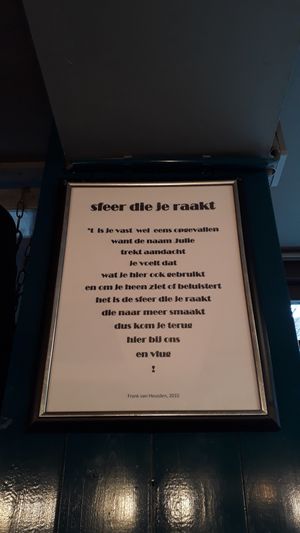 sfeer die je raakt
't is je vast wel eens opgevallen
want de naam Julie
trekt aandacht
je voelt dat
wat je hier ook gebruikt
en om je heen ziet of beluistert
het is de sfeer die je raakt
die naar meer smaakt
dus kom je terug
hier bij ons
en vlug
!
Frank van Heusden, 2010